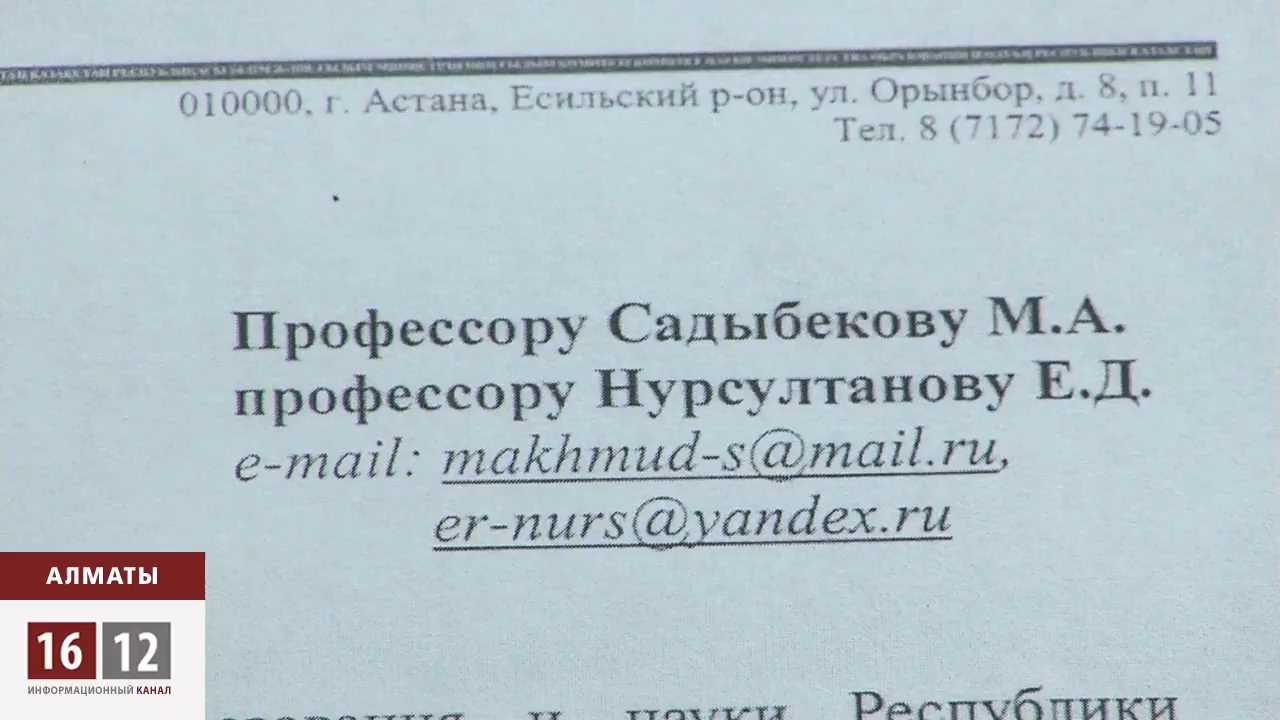 010000, г. Астана, Есильский р-он, ул. Орынбор, д. 8, п. 11
Тел. 8 (7172) 74-19-05
Профессору Садыбекову М.А.
профессору Нурсултанову Е.Д.
e-mail: makhmud-s@mail.ru,
er-nurs@yandex.ru
и науки Республики
АЛМАТЫ
16 12
ИНФОРМАЦИОННЫЙ КАНАЛ